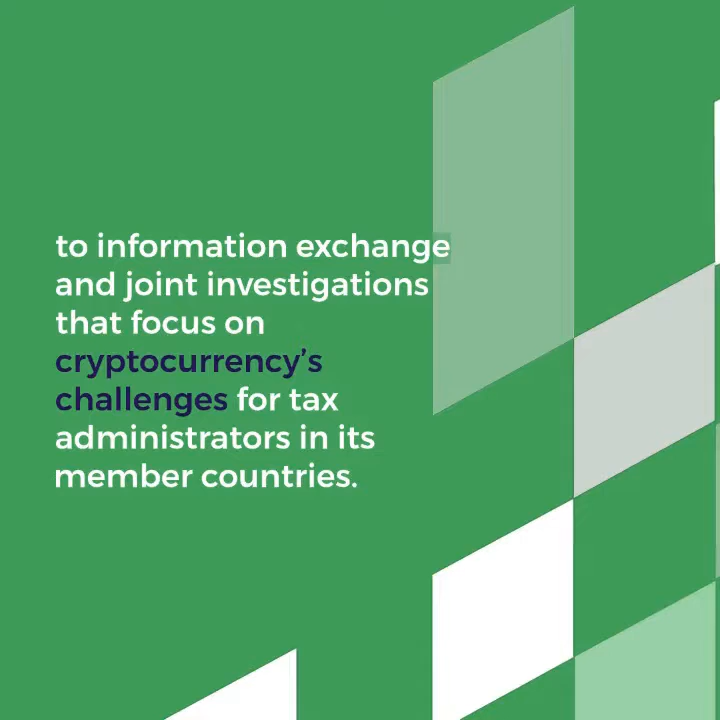 to information exchange
and joint investigations
that focus on
cryptocurrency’s
challenges for tax
administrators in its
member countries.